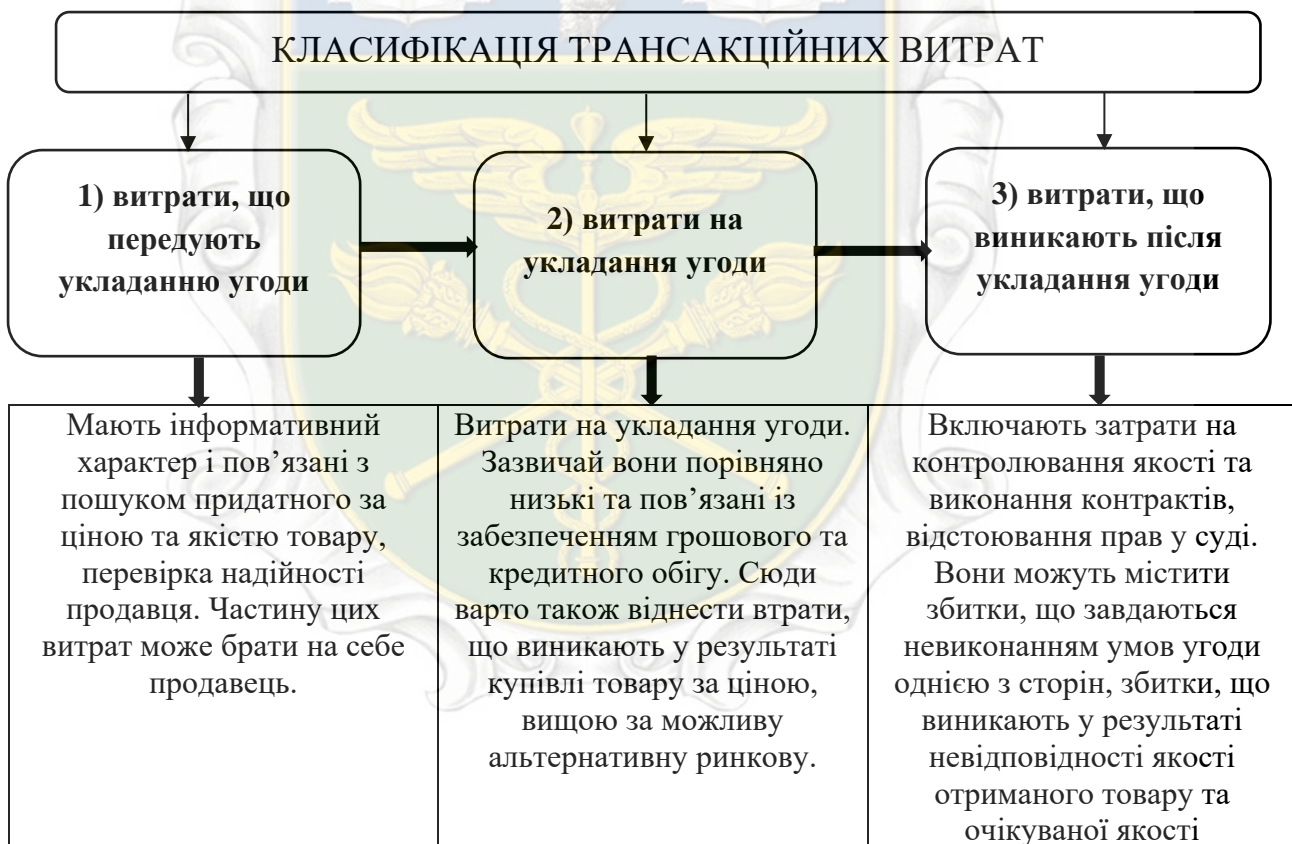 КЛАСИФІКАЦІЯ ТРАНСАКЦІЙНИХ ВИТРАТ
1) витрати, що
передують
укладанню угоди
2) витрати на
укладання угоди
3) витрати, що
виникають після
укладання угоди
Мають інформативний
характер і пов’язані з
пошуком придатного за
ціною та якістю товару,
перевірка надійності
продавця. Частину цих
витрат може брати на себе
продавець.
Витрати на укладання угоди.
Зазвичай вони порівняно
низькі та пов’язані із
забезпеченням грошового та
кредитного обігу. Сюди
варто також віднести втрати,
що виникають у результаті
купівлі товару за ціною,
вищою за можливу
альтернативну ринкову.
Включають затрати на
контролювання якості та
виконання контрактів,
відстоювання прав у суді.
Вони можуть містити
збитки, що завдаються
невиконанням умов угоди
однією з сторін, збитки, що
виникають у результаті
невідповідності якості
отриманого товару та
очікуваної якості